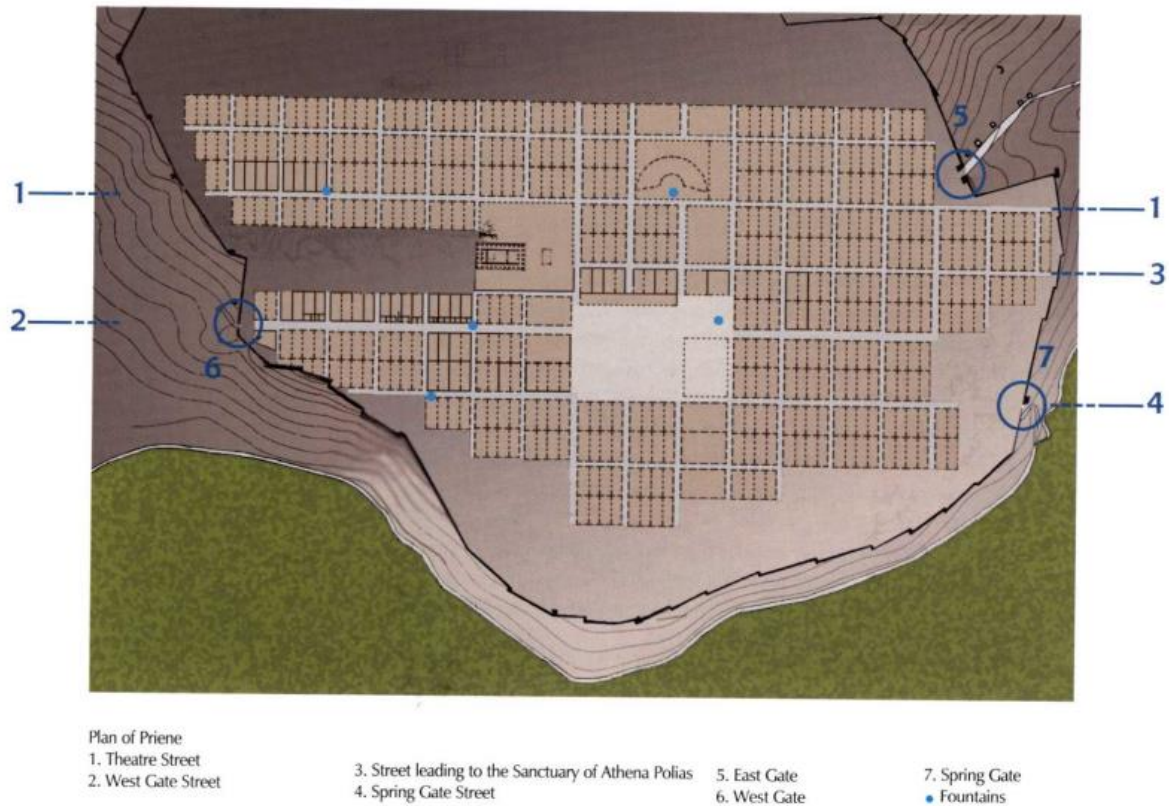 5
1
1
3
2
6
7
4
Plan of Priene
1. Theatre Street
2. West Gate Street
3. Street leading to the Sanctuary of Athena Polias
4. Spring Gate Street
5. East Gate
6. West Gate
7. Spring Gate
Fountains